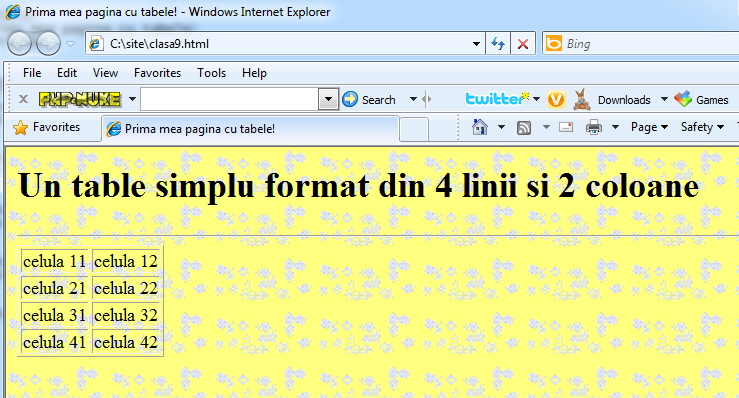 Prima mea pagina cu tabele! - Windows Internet Explorer
C:\site\clasa9.html
Bing
File Edit View Favorites Tools Help
PHP-NUKE Search twitter Downloads Games
Favorites Prima mea pagina cu tabele! Page Safety
Un table simplu format din 4 linii si 2 coloane
celula 11 celula 12
celula 21 celula 22
celula 31 celula 32
celula 41 celula 42